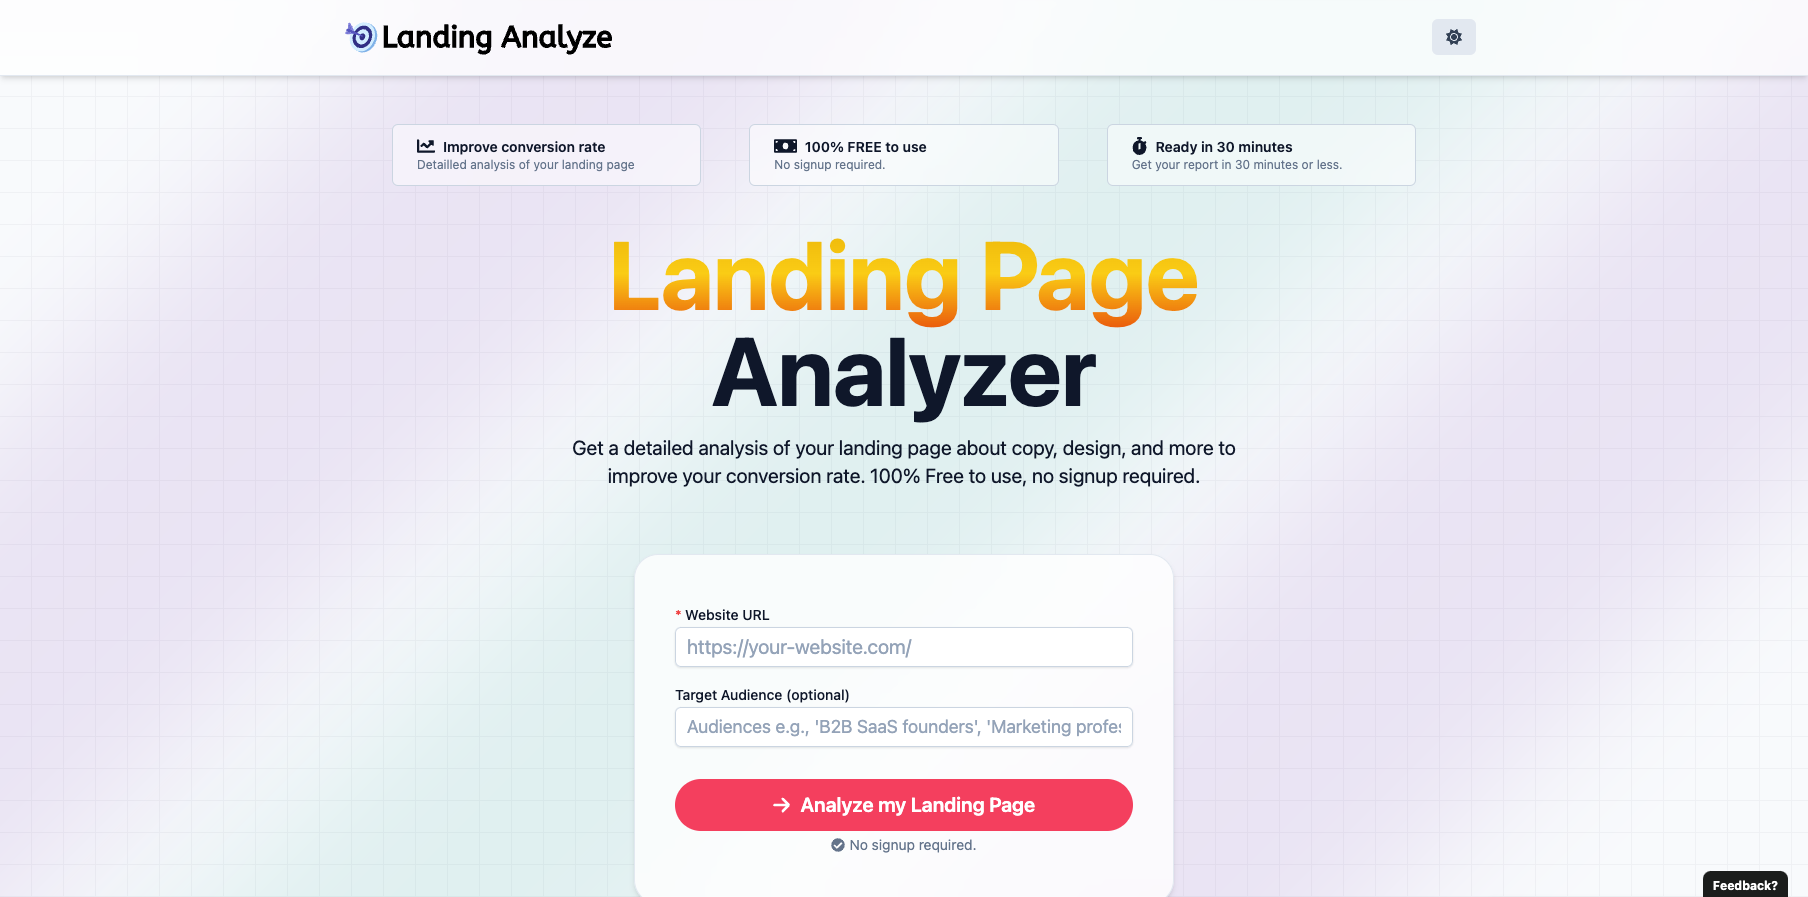 Landing Analyze
Improve conversion rate
Detailled analysis of your landing page
100% FREE to use
No signup required.
Ready in 30 minutes
Get your report in 30 minutes or less.
Landing Page
Analyzer
Get a detailed analysis of your landing page about copy, design, and more to
improve your conversion rate. 100% Free to use, no signup required.
* Website URL
https://your-website.com/
Target Audience (optional)
Audiences e.g., 'B2B SaaS founders', 'Marketing profes
Analyze my Landing Page
No signup required.
Feedback?